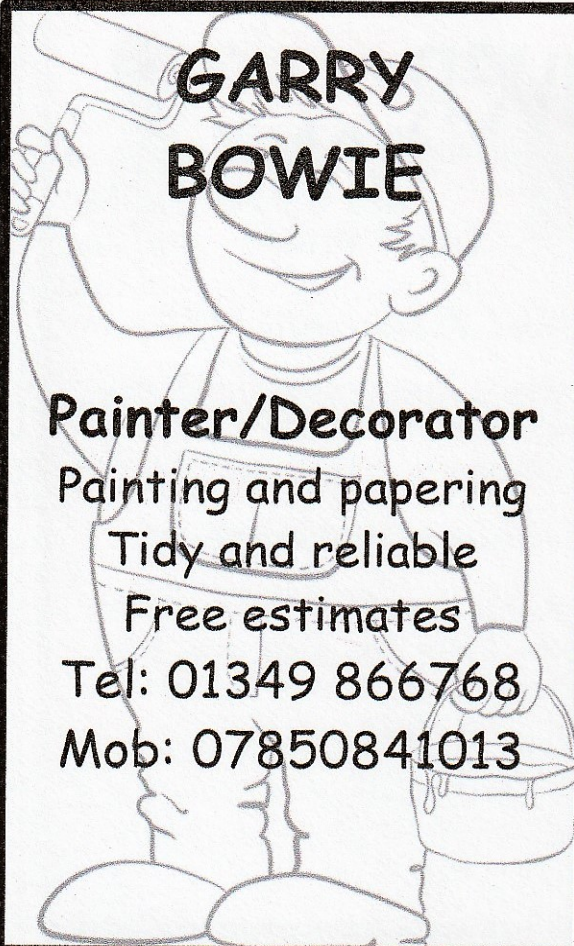 GARRY
BOWIE
Painter/Decorator
Painting and papering
Tidy and reliable
Free estimates
Tel: 01349 866768
Mob: 07850841013